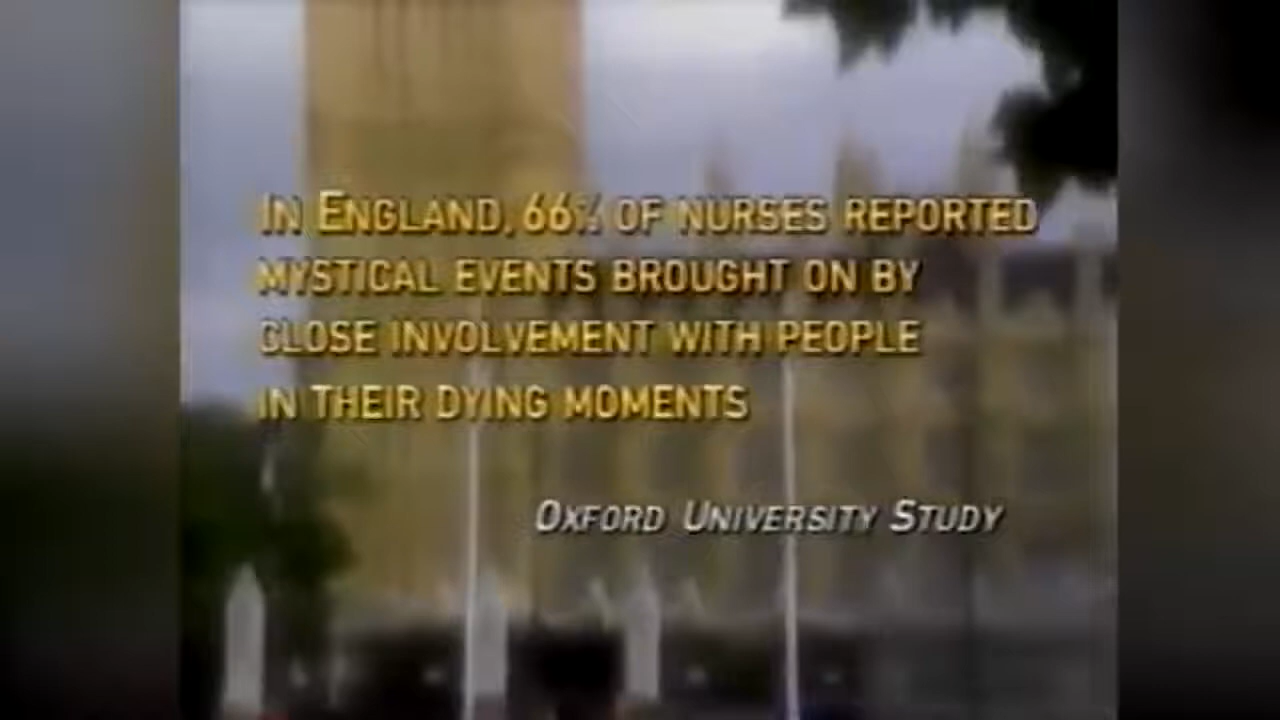 IN ENGLAND, 66% OF NURSES REPORTED
MYSTICAL EVENTS BROUGHT ON BY
CLOSE INVOLVEMENT WITH PEOPLE
IN THEIR DYING MOMENTS
OXFORD UNIVERSITY STUDY